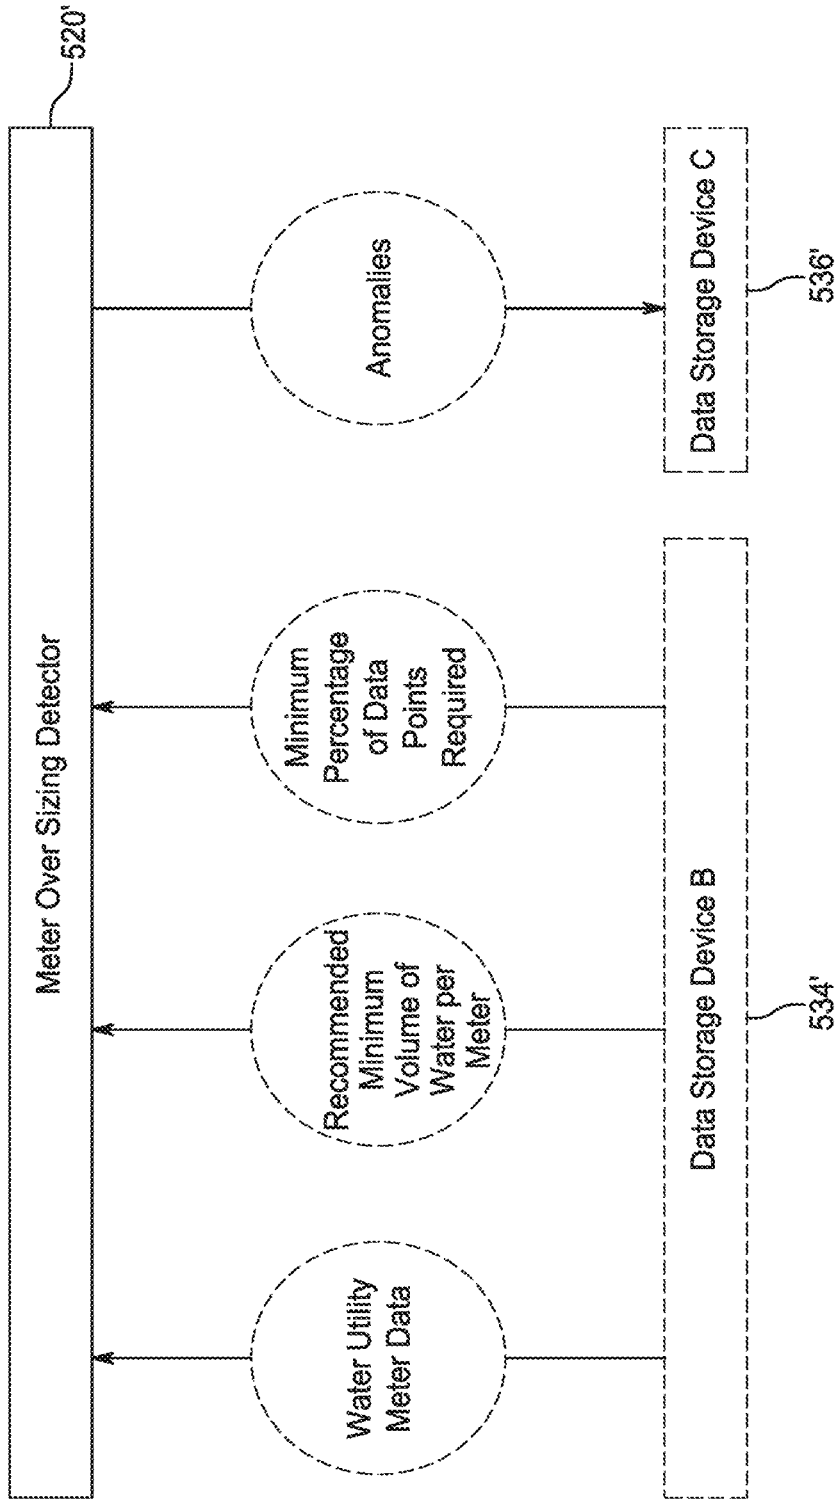 520'
Meter Over Sizing Detector
Water Utility
Meter Data
Recommended
Minimum
Volume of
Water per
Meter
Minimum
Percentage
of Data
Points
Required
Anomalies
Data Storage Device B
Data Storage Device C
534'
536'